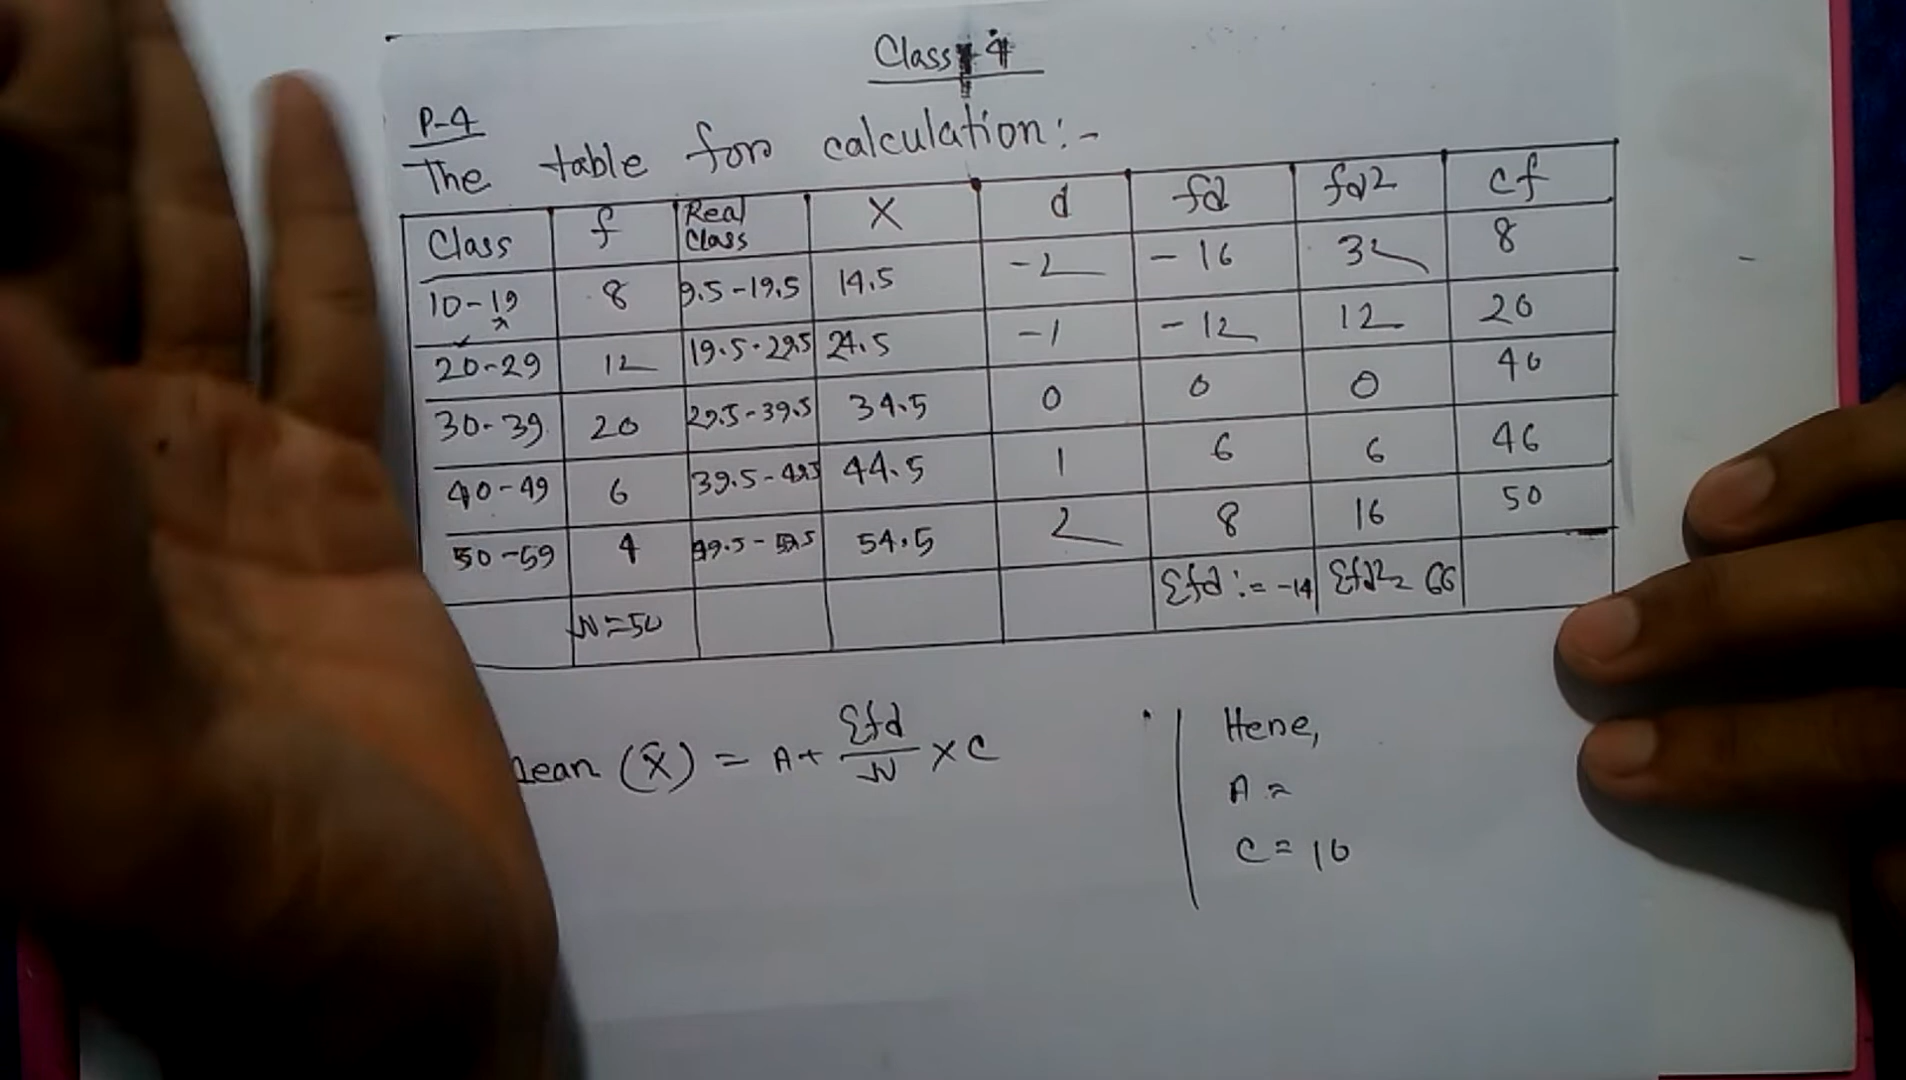 Class-4
P-4
The table for calculation:-
Class f Real Class X d fd fd2 cf
10-19 8 9.5-19.5 14.5 -2 -16 32 8
20-29 12 19.5-29.5 24.5 -1 -12 12 20
30-39 20 29.5-39.5 34.5 0 0 0 40
40-49 6 39.5-49.5 44.5 1 6 6 46
50-59 4 49.5-59.5 54.5 2 8 16 50
N=50 Σfd:=-14 Σfd2= 66
Mean (x̄) = A+ Σfd/N ×C
Here,
A=
C=10